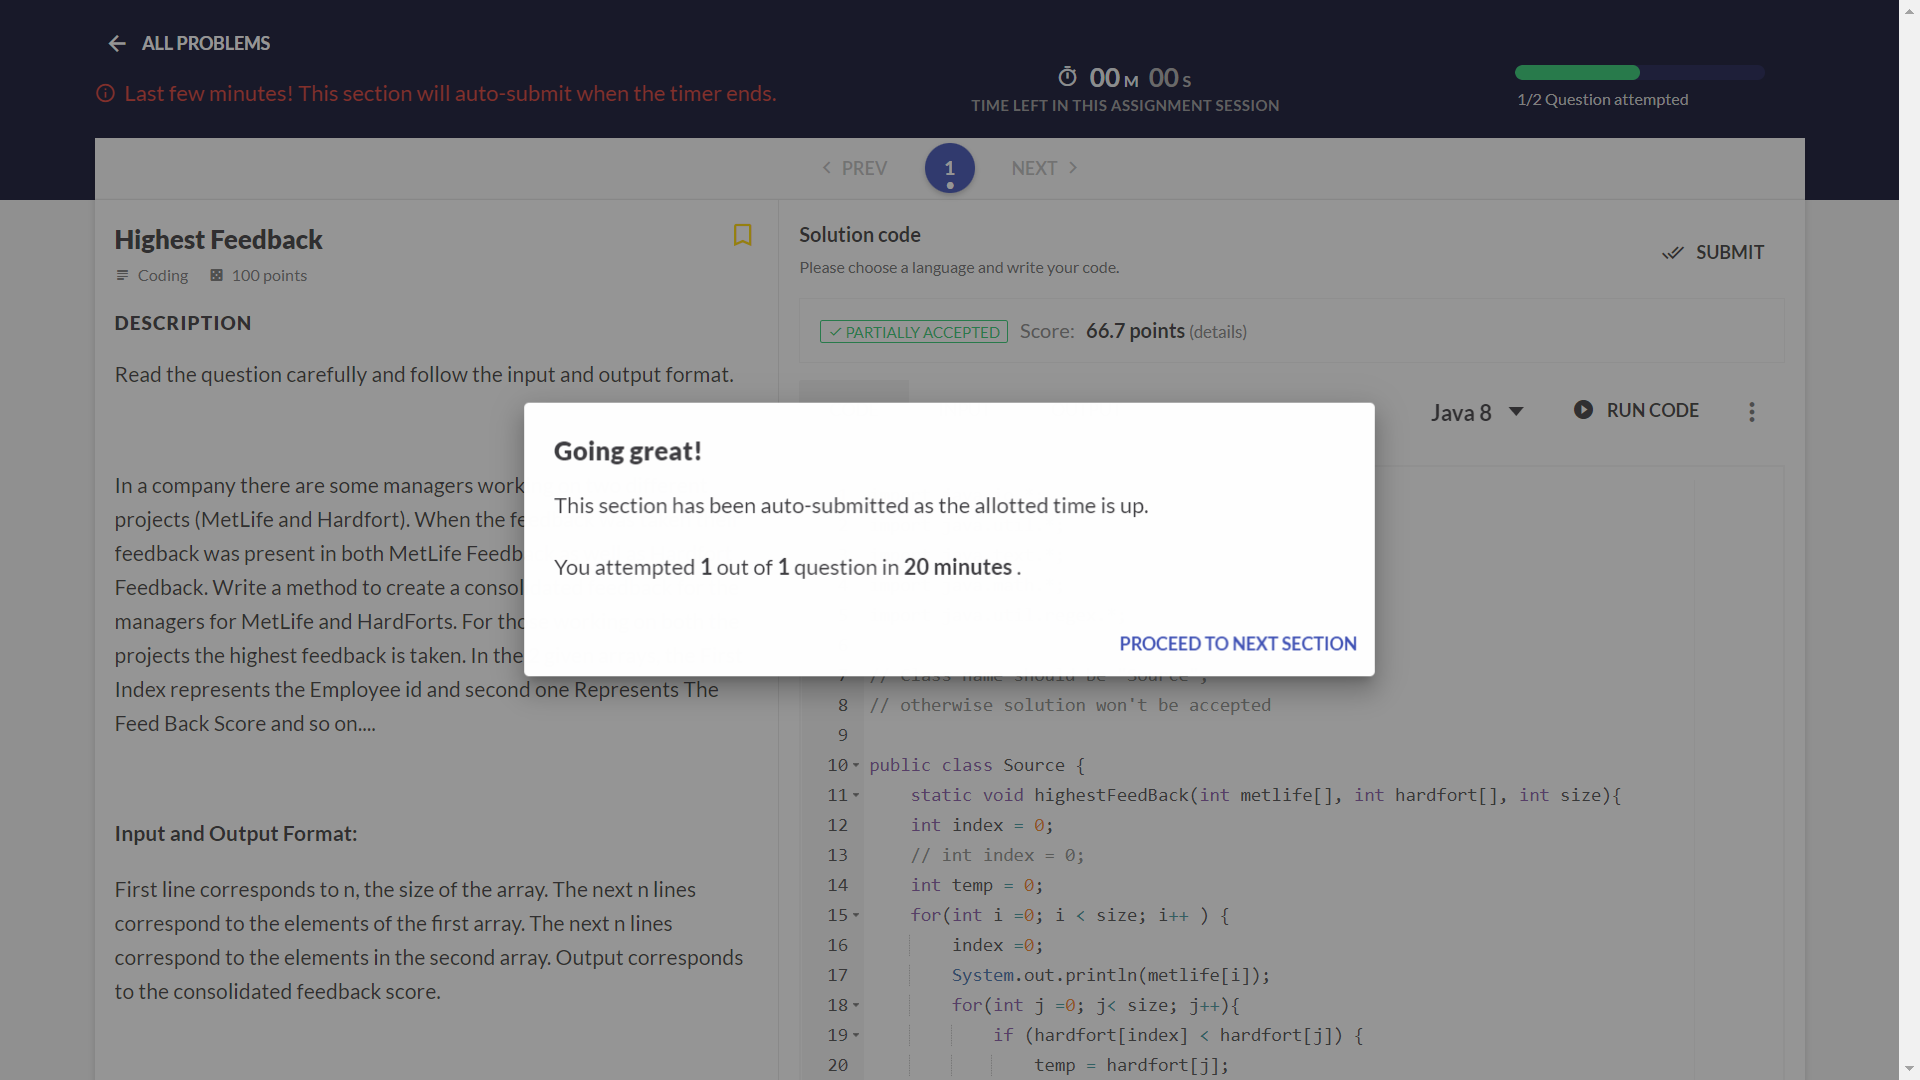 ALL PROBLEMS
Last few minutes! This section will auto-submit when the timer ends.
00 M 00 S
TIME LEFT IN THIS ASSIGNMENT SESSION
1/2 Question attempted
PREV 1 NEXT
Highest Feedback
Coding 100 points
DESCRIPTION
Read the question carefully and follow the input and output format.
In a company there are some managers work
projects (MetLife and Hardfort). When the fe
feedback was present in both MetLife Feedb
Feedback. Write a method to create a consol
managers for MetLife and HardForts. For tho
projects the highest feedback is taken. In the
Index represents the Employee id and second one Represents The
Feed Back Score and so on....
Input and Output Format:
First line corresponds to n, the size of the array. The next n lines
correspond to the elements of the first array. The next n lines
correspond to the elements in the second array. Output corresponds
to the consolidated feedback score.
Solution code
Please choose a language and write your code.
SUBMIT
PARTIALLY ACCEPTED Score: 66.7 points (details)
Java 8 RUN CODE
Going great!
This section has been auto-submitted as the allotted time is up.
You attempted 1 out of 1 question in 20 minutes .
PROCEED TO NEXT SECTION
7 // Class name should be "Source",
8 // otherwise solution won't be accepted
9
10 public class Source {
11 static void highestFeedBack(int metlife[], int hardfort[], int size){
12 int index = 0;
13 // int index = 0;
14 int temp = 0;
15 for(int i =0; i < size; i++ ) {
16 index =0;
17 System.out.println(metlife[i]);
18 for(int j =0; j< size; j++){
19 if (hardfort[index] < hardfort[j]) {
20 temp = hardfort[j];